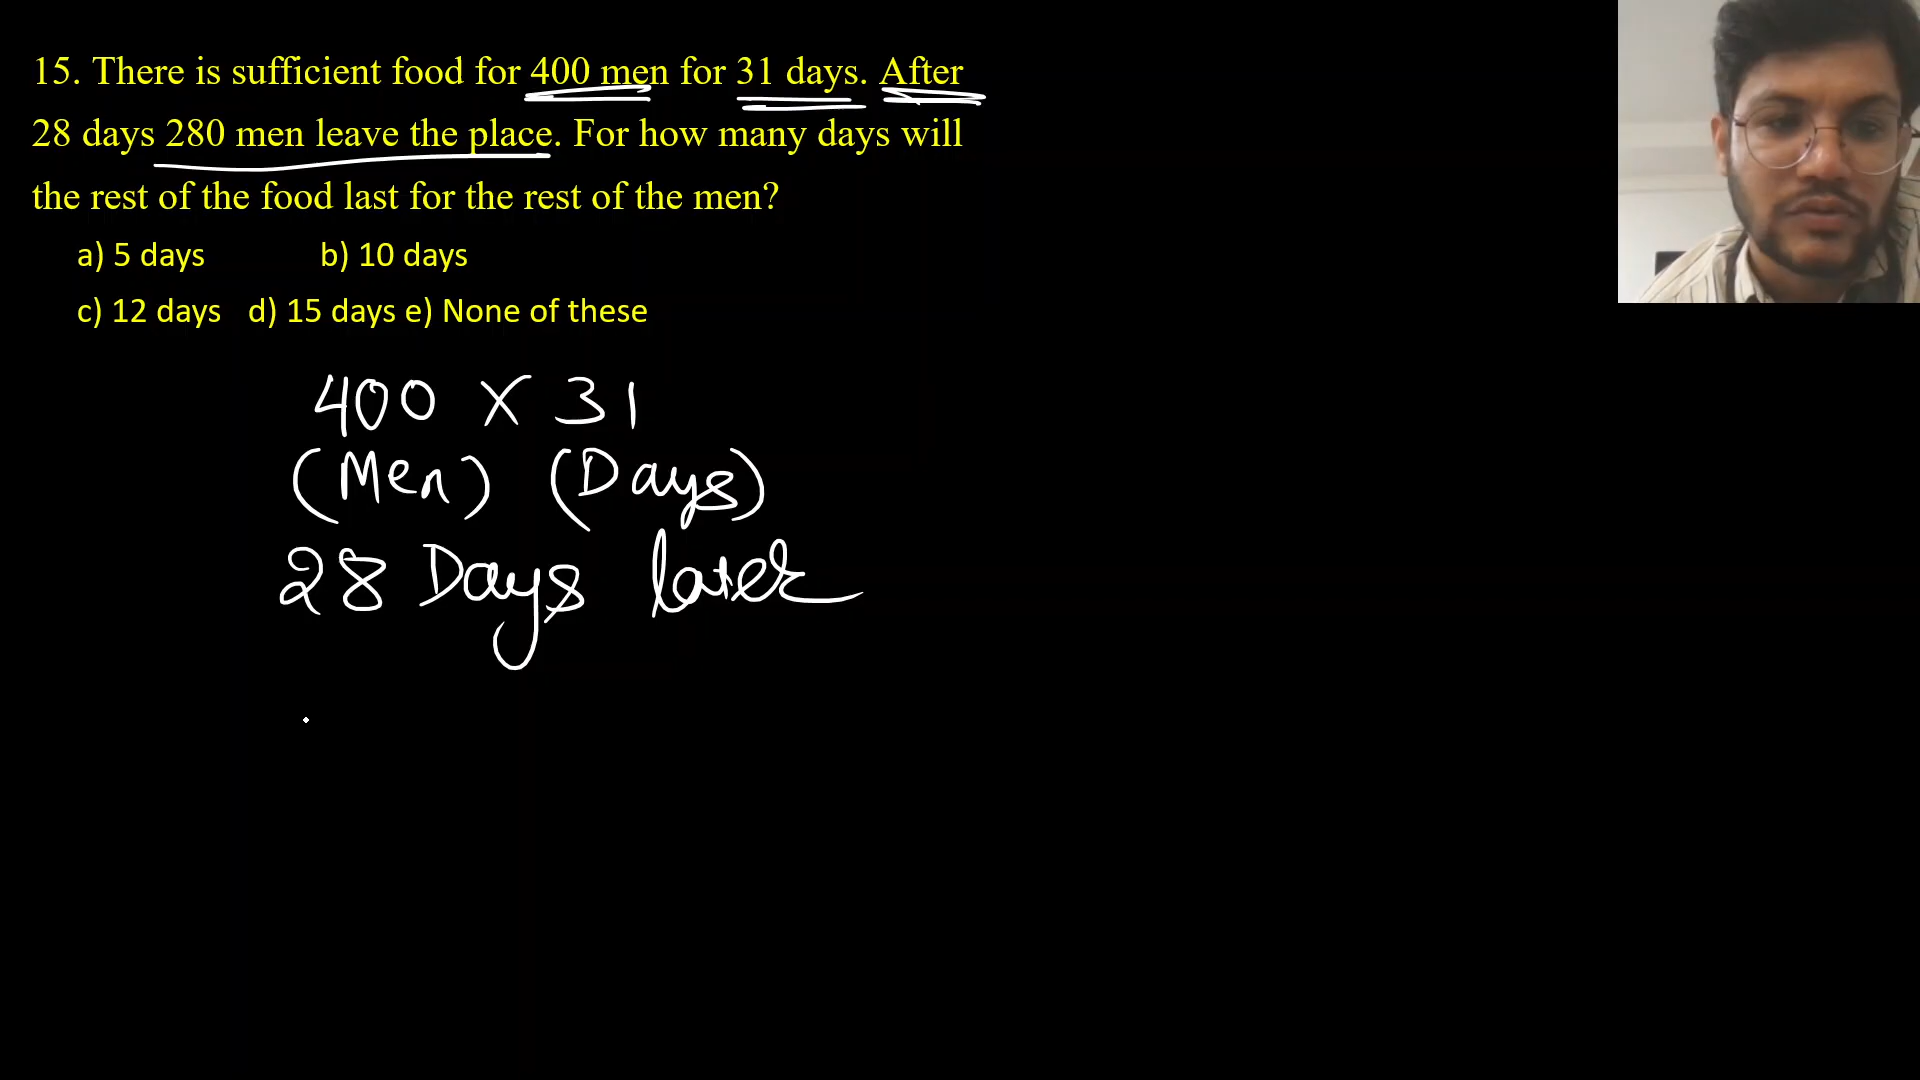 15. There is sufficient food for 400 men for 31 days. After
28 days 280 men leave the place. For how many days will
the rest of the food last for the rest of the men?
a) 5 days b) 10 days
c) 12 days d) 15 days e) None of these
400 X 31
(Men) (Days)
28 Days later